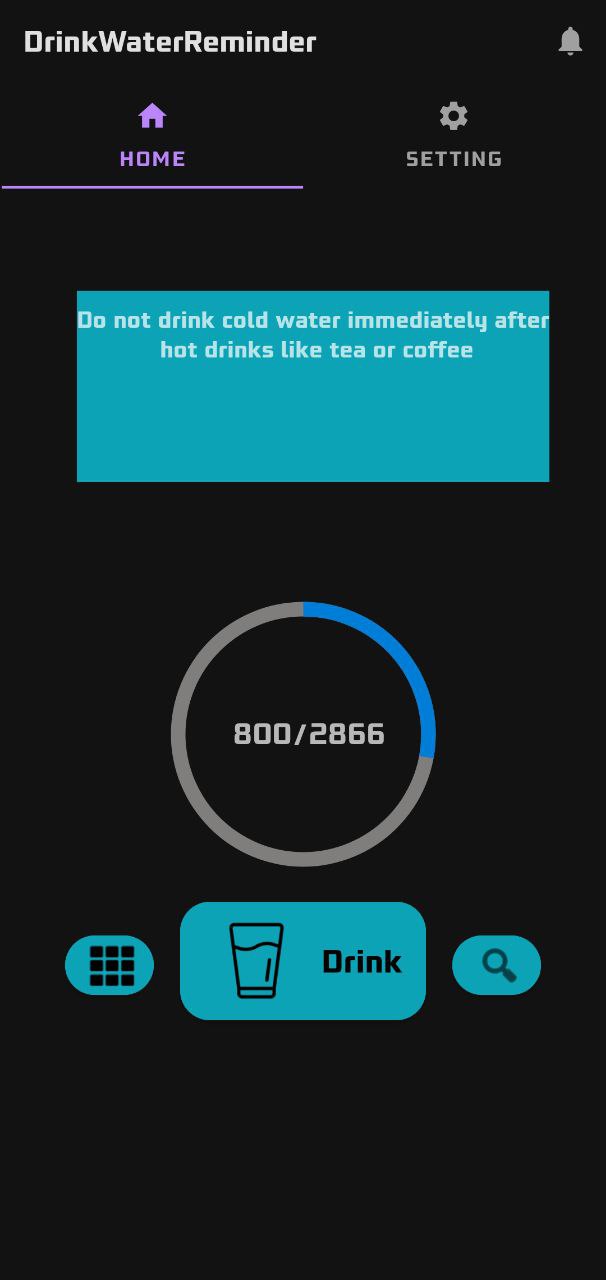 DrinkWaterReminder
HOME
SETTING
Do not drink cold water immediately after
hot drinks like tea or coffee
800/2866
Drink